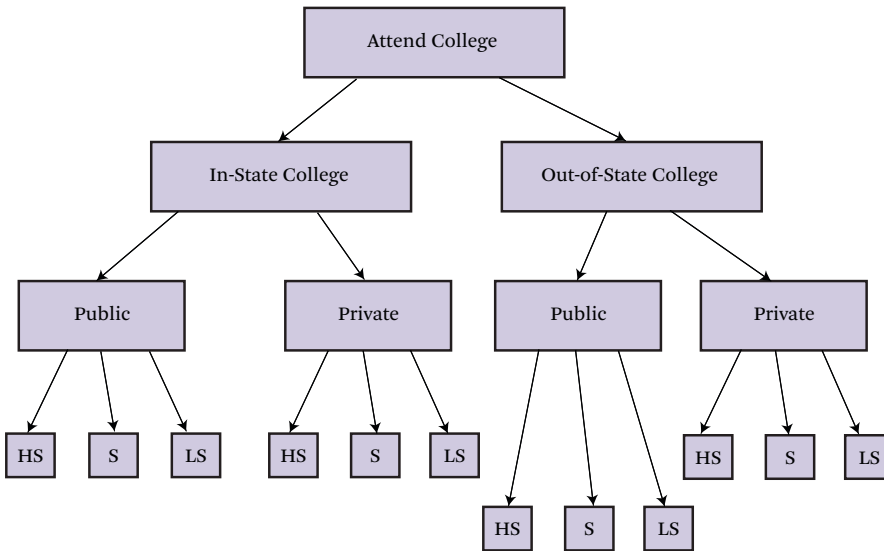 Attend College
In-State College
Out-of-State College
Public
Private
Public
Private
HS
S
LS
HS
S
LS
HS
S
LS
HS
S
LS